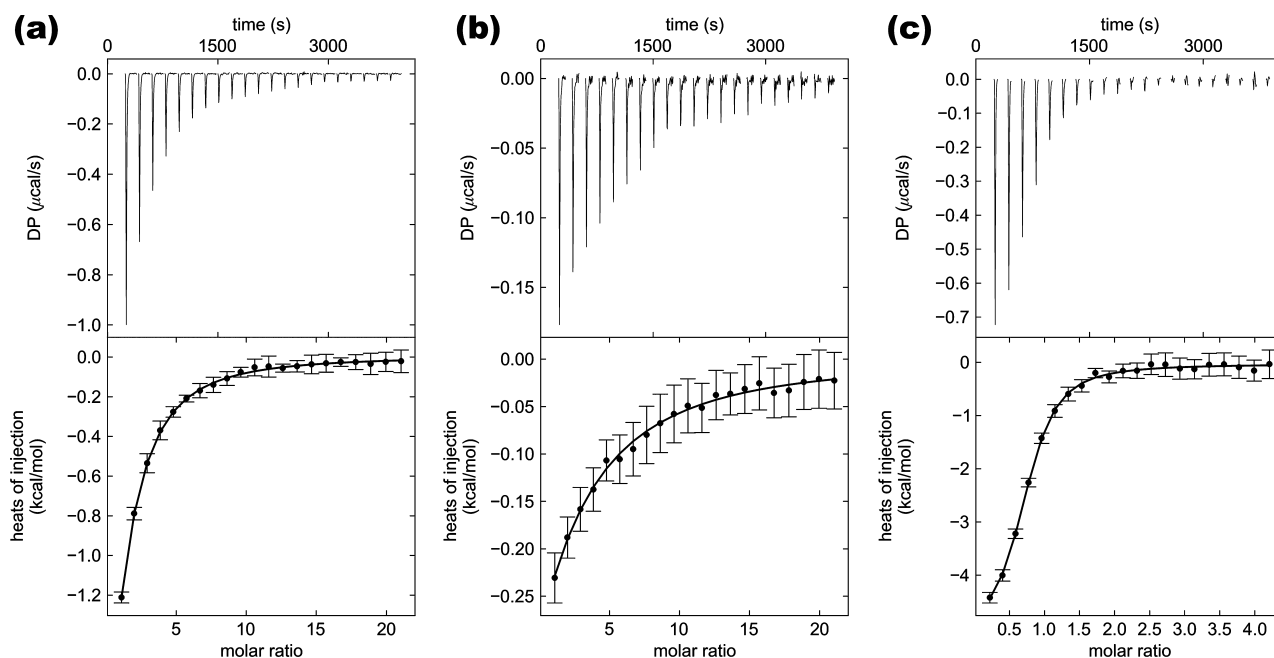 (a)
time (s)
0 1500 3000
DP (μcal/s)
0.0
−0.2
−0.4
−0.6
−0.8
−1.0
heats of injection
(kcal/mol)
0.0
−0.2
−0.4
−0.6
−0.8
−1.0
−1.2
5 10 15 20
molar ratio
(b)
time (s)
0 1500 3000
DP (μcal/s)
0.00
−0.05
−0.10
−0.15
heats of injection
(kcal/mol)
0.00
−0.05
−0.10
−0.15
−0.20
−0.25
5 10 15 20
molar ratio
(c)
time (s)
0 1500 3000
DP (μcal/s)
0.0
−0.1
−0.2
−0.3
−0.4
−0.5
−0.6
−0.7
heats of injection
(kcal/mol)
0
−1
−2
−3
−4
0.5 1.0 1.5 2.0 2.5 3.0 3.5 4.0
molar ratio